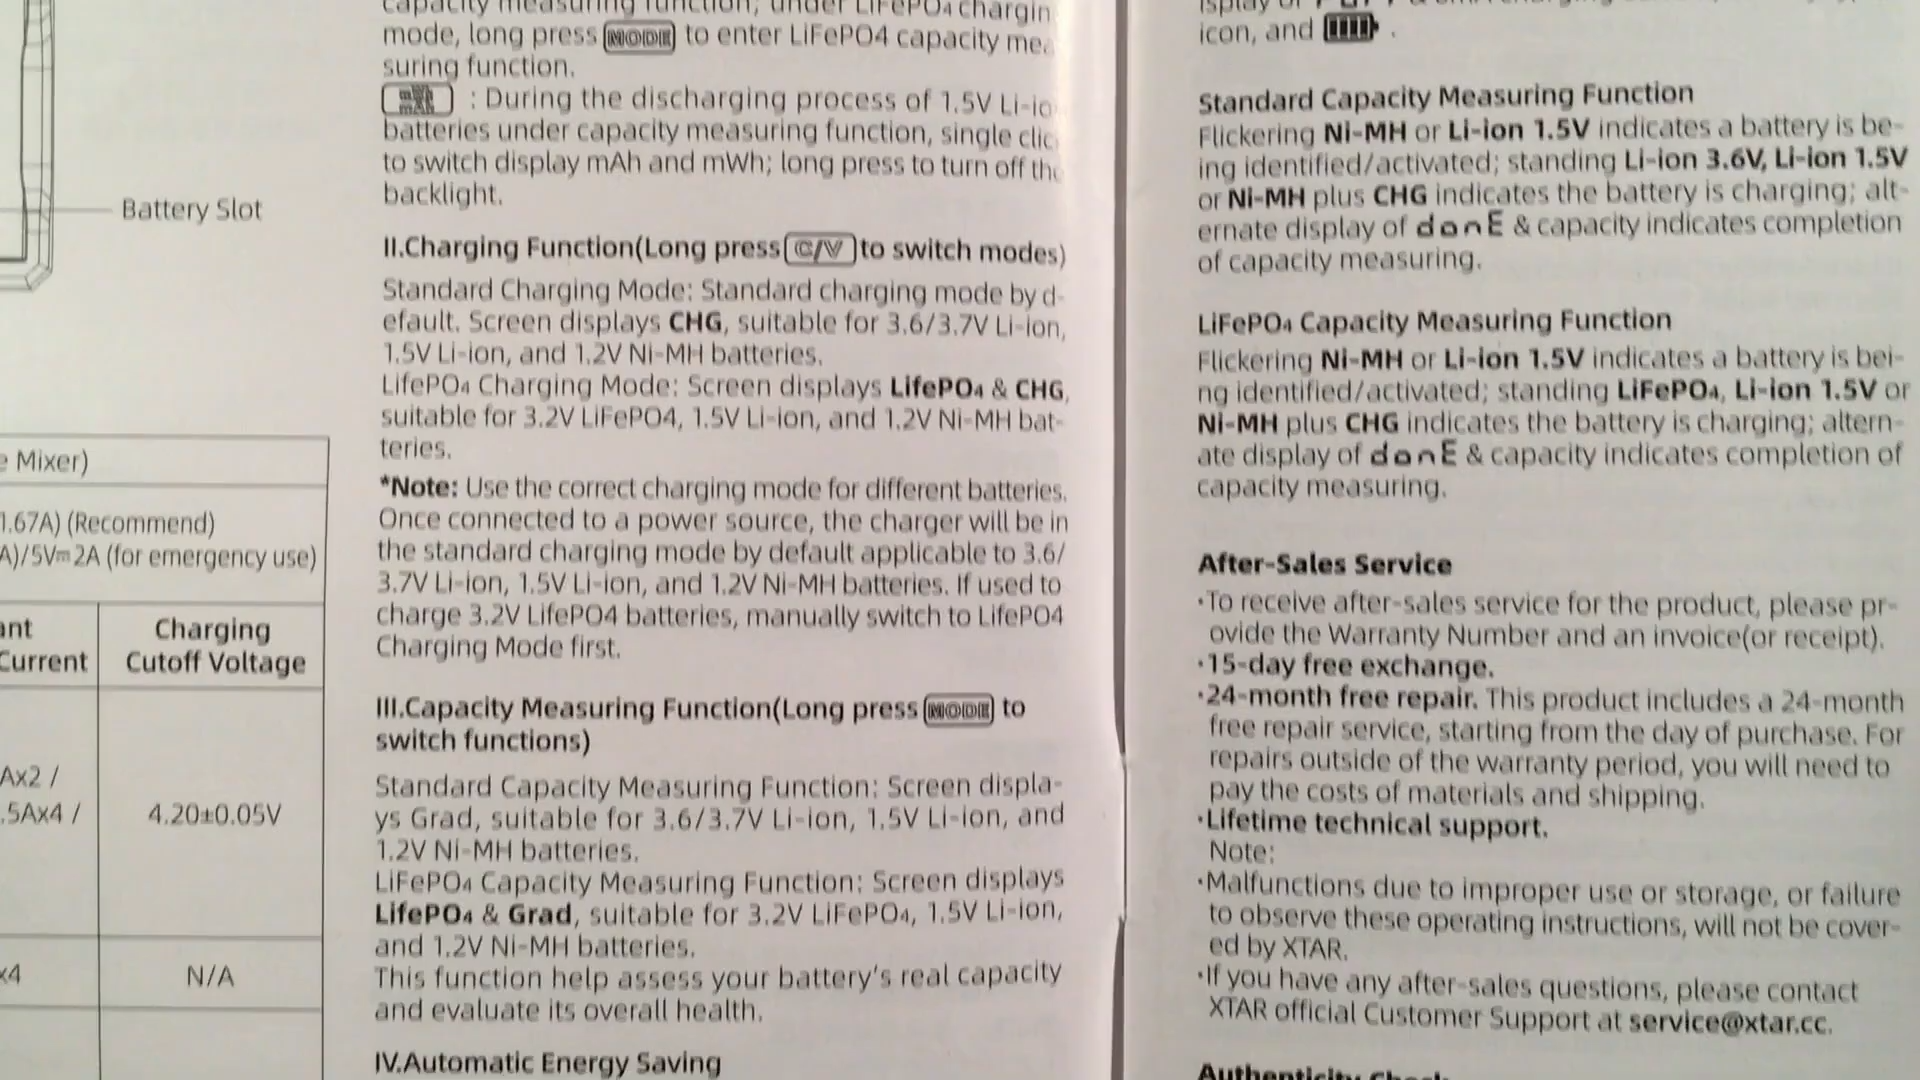 Battery Slot
e Mixer)
1.67A) (Recommend)
A)/5V⎓2A (for emergency use)
ant
Current
Charging
Cutoff Voltage
Ax2 /
.5Ax4 /
4.20±0.05V
x4
N/A
capacity measuring function; under LiFePO4 chargin
mode, long press MODE to enter LiFePO4 capacity mea
suring function.
: During the discharging process of 1.5V Li-io
batteries under capacity measuring function, single clic
to switch display mAh and mWh; long press to turn off the
backlight.
II.Charging Function(Long press C/V to switch modes)
Standard Charging Mode: Standard charging mode by d-
efault. Screen displays CHG, suitable for 3.6/3.7V Li-ion,
1.5V Li-ion, and 1.2V Ni-MH batteries.
LifePO4 Charging Mode: Screen displays LifePO4 & CHG,
suitable for 3.2V LiFePO4, 1.5V Li-ion, and 1.2V Ni-MH bat-
teries.
*Note: Use the correct charging mode for different batteries.
Once connected to a power source, the charger will be in
the standard charging mode by default applicable to 3.6/
3.7V Li-ion, 1.5V Li-ion, and 1.2V Ni-MH batteries. If used to
charge 3.2V LifePO4 batteries, manually switch to LifePO4
Charging Mode first.
III.Capacity Measuring Function(Long press MODE to
switch functions)
Standard Capacity Measuring Function: Screen displa-
ys Grad, suitable for 3.6/3.7V Li-ion, 1.5V Li-ion, and
1.2V Ni-MH batteries.
LiFePO4 Capacity Measuring Function: Screen displays
LifePO4 & Grad, suitable for 3.2V LiFePO4, 1.5V Li-ion,
and 1.2V Ni-MH batteries.
This function help assess your battery's real capacity
and evaluate its overall health.
IV.Automatic Energy Saving
icon, and .
Standard Capacity Measuring Function
Flickering Ni-MH or Li-ion 1.5V indicates a battery is be-
ing identified/activated; standing Li-ion 3.6V, Li-ion 1.5V
or Ni-MH plus CHG indicates the battery is charging; alt-
ernate display of donE & capacity indicates completion
of capacity measuring.
LiFePO4 Capacity Measuring Function
Flickering Ni-MH or Li-ion 1.5V indicates a battery is bei-
ng identified/activated; standing LiFePO4, Li-ion 1.5V or
Ni-MH plus CHG indicates the battery is charging; altern-
ate display of donE & capacity indicates completion of
capacity measuring.
After-Sales Service
·To receive after-sales service for the product, please pr-
ovide the Warranty Number and an invoice(or receipt).
·15-day free exchange.
·24-month free repair. This product includes a 24-month
free repair service, starting from the day of purchase. For
repairs outside of the warranty period, you will need to
pay the costs of materials and shipping.
·Lifetime technical support.
Note:
·Malfunctions due to improper use or storage, or failure
to observe these operating instructions, will not be cover-
ed by XTAR.
·If you have any after-sales questions, please contact
XTAR official Customer Support at service@xtar.cc.
Authenticity Check